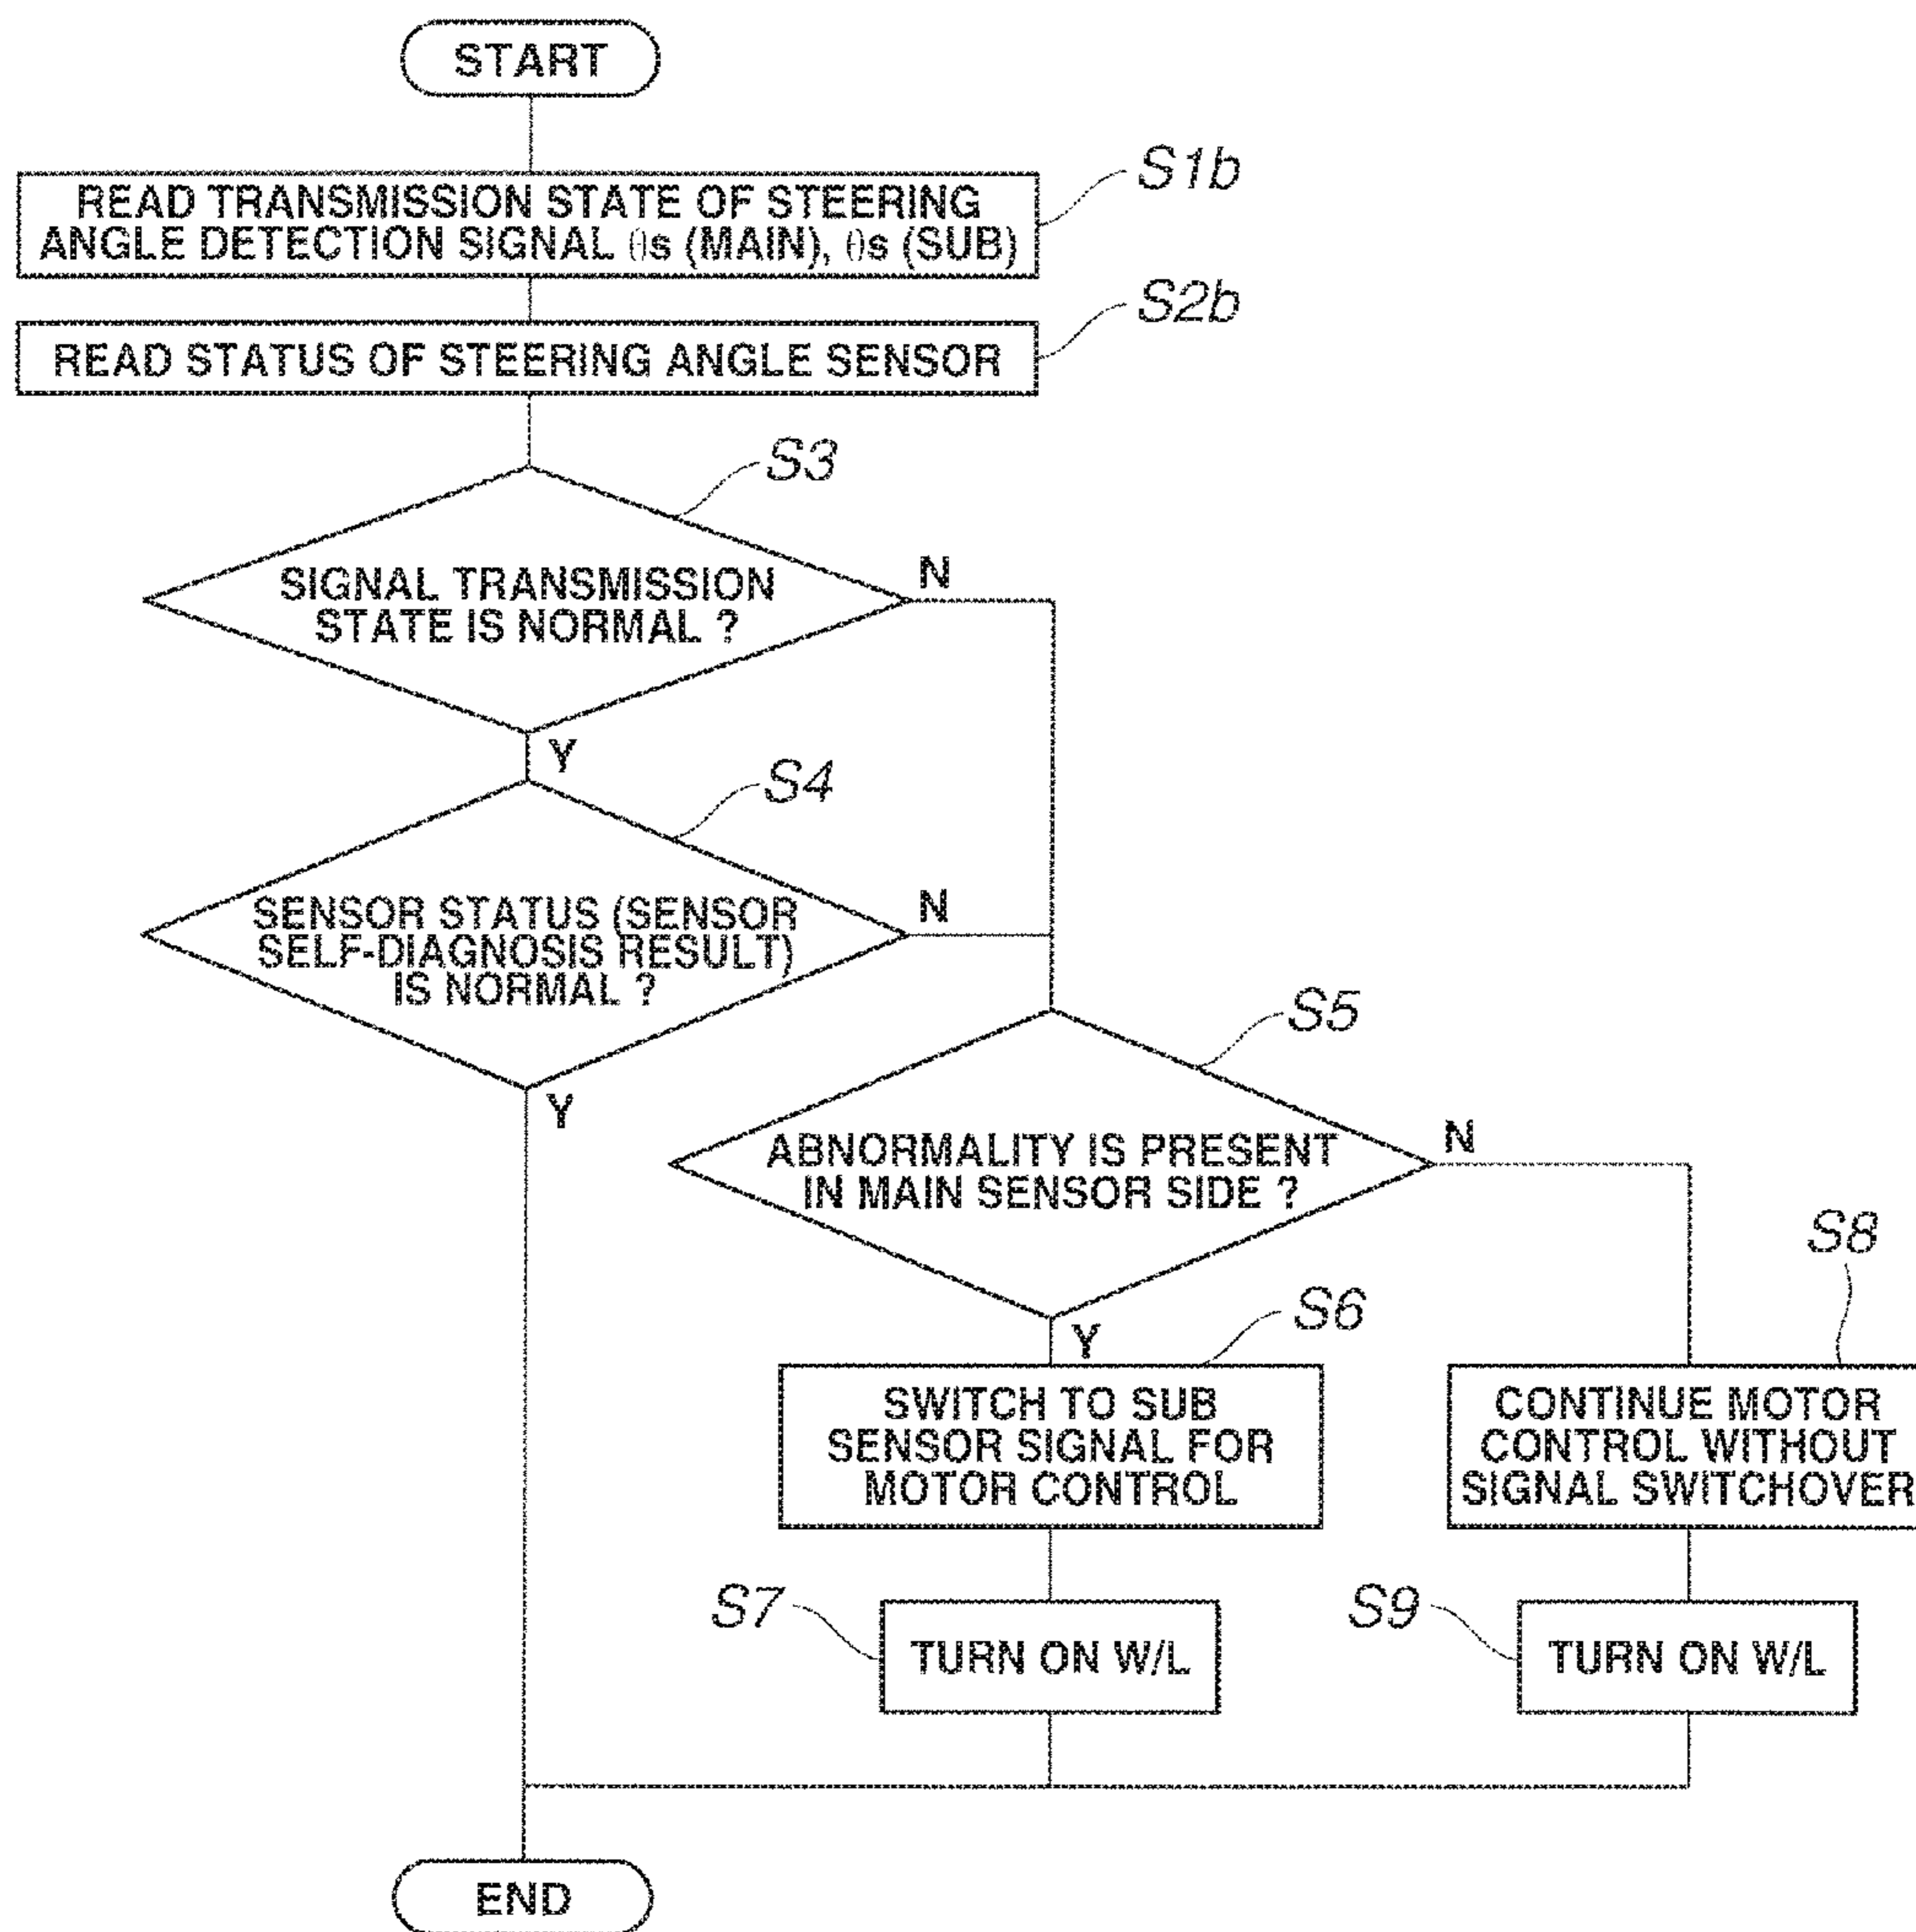 START
S1b
READ TRANSMISSION STATE OF STEERING
ANGLE DETECTION SIGNAL θs (MAIN), θs (SUB)
S2b
READ STATUS OF STEERING ANGLE SENSOR
S3
SIGNAL TRANSMISSION
STATE IS NORMAL ?
N
Y
S4
SENSOR STATUS (SENSOR
SELF-DIAGNOSIS RESULT)
IS NORMAL ?
N
Y
S5
ABNORMALITY IS PRESENT
IN MAIN SENSOR SIDE ?
N
Y
S6
SWITCH TO SUB
SENSOR SIGNAL FOR
MOTOR CONTROL
S8
CONTINUE MOTOR
CONTROL WITHOUT
SIGNAL SWITCHOVER
S7
TURN ON W/L
S9
TURN ON W/L
END